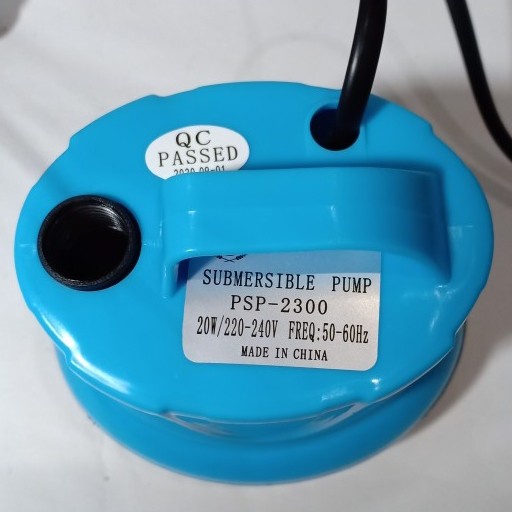 QC
PASSED
SUBMERSIBLE PUMP
PSP-2300
20W/220-240V FREQ:50-60Hz
MADE IN CHINA